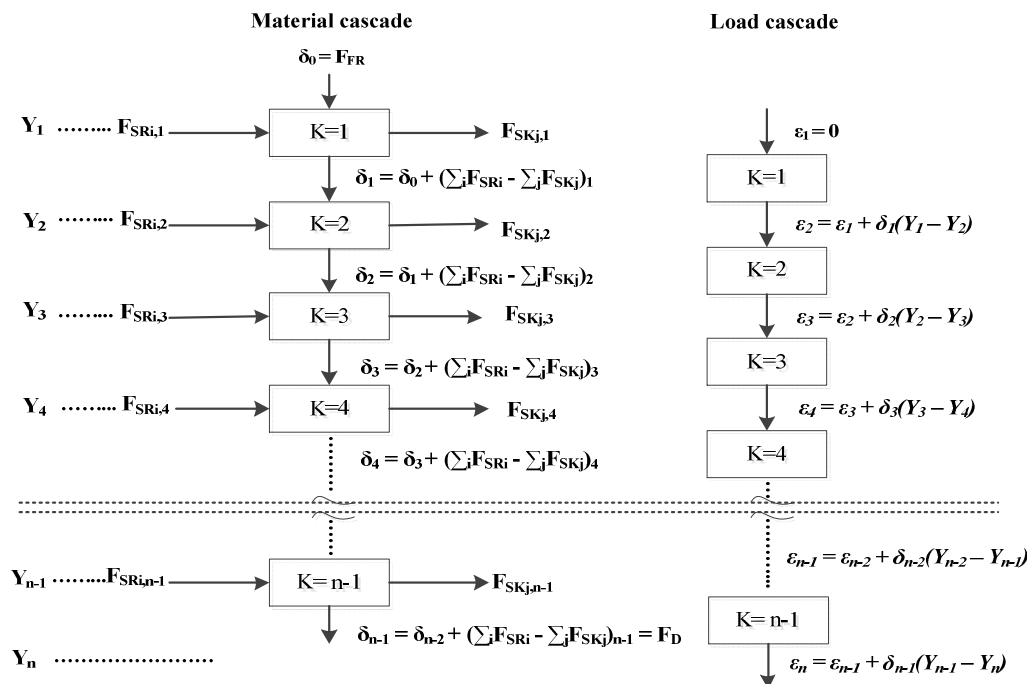 Material cascade
Load cascade
δ₀ = F_FR
Y₁ ......... F_SRi,1
K=1
F_SKj,1
ε₁ = 0
K=1
δ₁ = δ₀ + (∑ᵢF_SRi - ∑ⱼF_SKj)₁
Y₂ ......... F_SRi,2
K=2
F_SKj,2
ε₂ = ε₁ + δ₁(Y₁ – Y₂)
K=2
δ₂ = δ₁ + (∑ᵢF_SRi - ∑ⱼF_SKj)₂
Y₃ ......... F_SRi,3
K=3
F_SKj,3
ε₃ = ε₂ + δ₂(Y₂ – Y₃)
K=3
δ₃ = δ₂ + (∑ᵢF_SRi - ∑ⱼF_SKj)₃
Y₄ ......... F_SRi,4
K=4
F_SKj,4
ε₄ = ε₃ + δ₃(Y₃ – Y₄)
K=4
δ₄ = δ₃ + (∑ᵢF_SRi - ∑ⱼF_SKj)₄
Y_n-1 .........F_SRi,n-1
K= n-1
F_SKj,n-1
ε_n-1 = ε_n-2 + δ_n-2(Y_n-2 – Y_n-1)
K= n-1
δ_n-1 = δ_n-2 + (∑ᵢF_SRi - ∑ⱼF_SKj)_n-1 = F_D
Y_n ........................
ε_n = ε_n-1 + δ_n-1(Y_n-1 – Y_n)